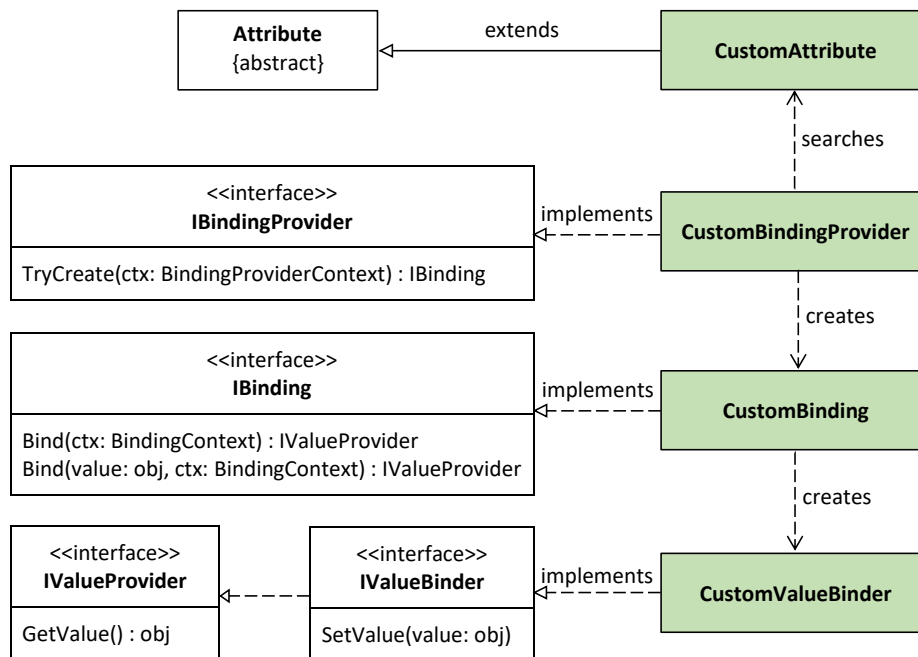 Attribute
{abstract}
extends
CustomAttribute
searches
<<interface>>
IBindingProvider
TryCreate(ctx: BindingProviderContext) : IBinding
implements
CustomBindingProvider
creates
<<interface>>
IBinding
Bind(ctx: BindingContext) : IValueProvider
Bind(value: obj, ctx: BindingContext) : IValueProvider
implements
CustomBinding
creates
<<interface>>
IValueProvider
GetValue() : obj
<<interface>>
IValueBinder
SetValue(value: obj)
implements
CustomValueBinder